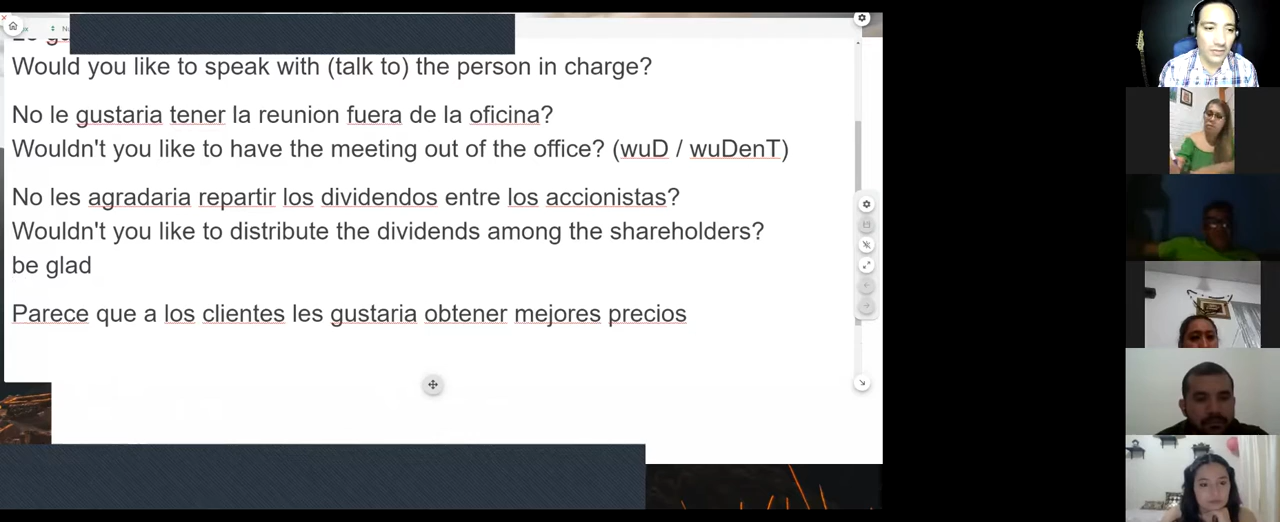 Would you like to speak with (talk to) the person in charge?
No le gustaria tener la reunion fuera de la oficina?
Wouldn't you like to have the meeting out of the office? (wuD / wuDenT)
No les agradaria repartir los dividendos entre los accionistas?
Wouldn't you like to distribute the dividends among the shareholders?
be glad
Parece que a los clientes les gustaria obtener mejores precios